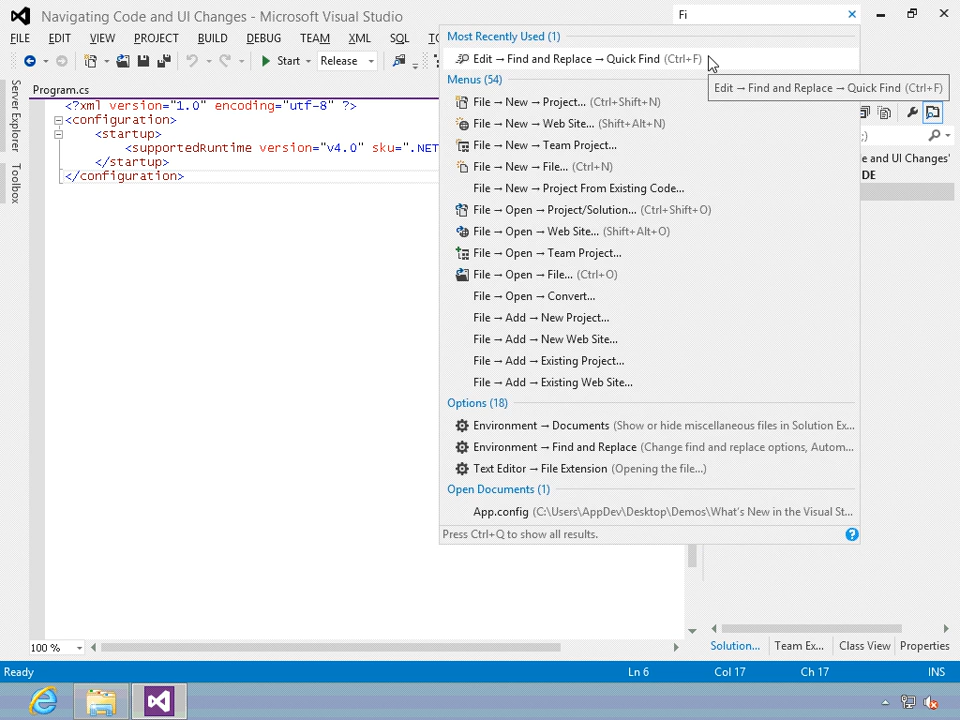 Navigating Code and UI Changes - Microsoft Visual Studio
Fi
FILE EDIT VIEW PROJECT BUILD DEBUG TEAM XML SQL
Start Release
Server Explorer
Toolbox
Program.cs
<?xml version="1.0" encoding="utf-8" ?>
<configuration>
<startup>
<supportedRuntime version="v4.0" sku=".NET
</startup>
</configuration>
Most Recently Used (1)
Edit → Find and Replace → Quick Find (Ctrl+F)
Edit → Find and Replace → Quick Find (Ctrl+F)
Menus (54)
File → New → Project... (Ctrl+Shift+N)
File → New → Web Site... (Shift+Alt+N)
File → New → Team Project...
File → New → File... (Ctrl+N)
File → New → Project From Existing Code...
File → Open → Project/Solution... (Ctrl+Shift+O)
File → Open → Web Site... (Shift+Alt+O)
File → Open → Team Project...
File → Open → File... (Ctrl+O)
File → Open → Convert...
File → Add → New Project...
File → Add → New Web Site...
File → Add → Existing Project...
File → Add → Existing Web Site...
Options (18)
Environment → Documents (Show or hide miscellaneous files in Solution Ex...
Environment → Find and Replace (Change find and replace options, Autom...
Text Editor → File Extension (Opening the file...)
Open Documents (1)
App.config (C:\Users\AppDev\Desktop\Demos\What's New in the Visual St...
Press Ctrl+Q to show all results.
;)
e and UI Changes'
DE
100 %
Solution... Team Ex... Class View Properties
Ready Ln 6 Col 17 Ch 17 INS